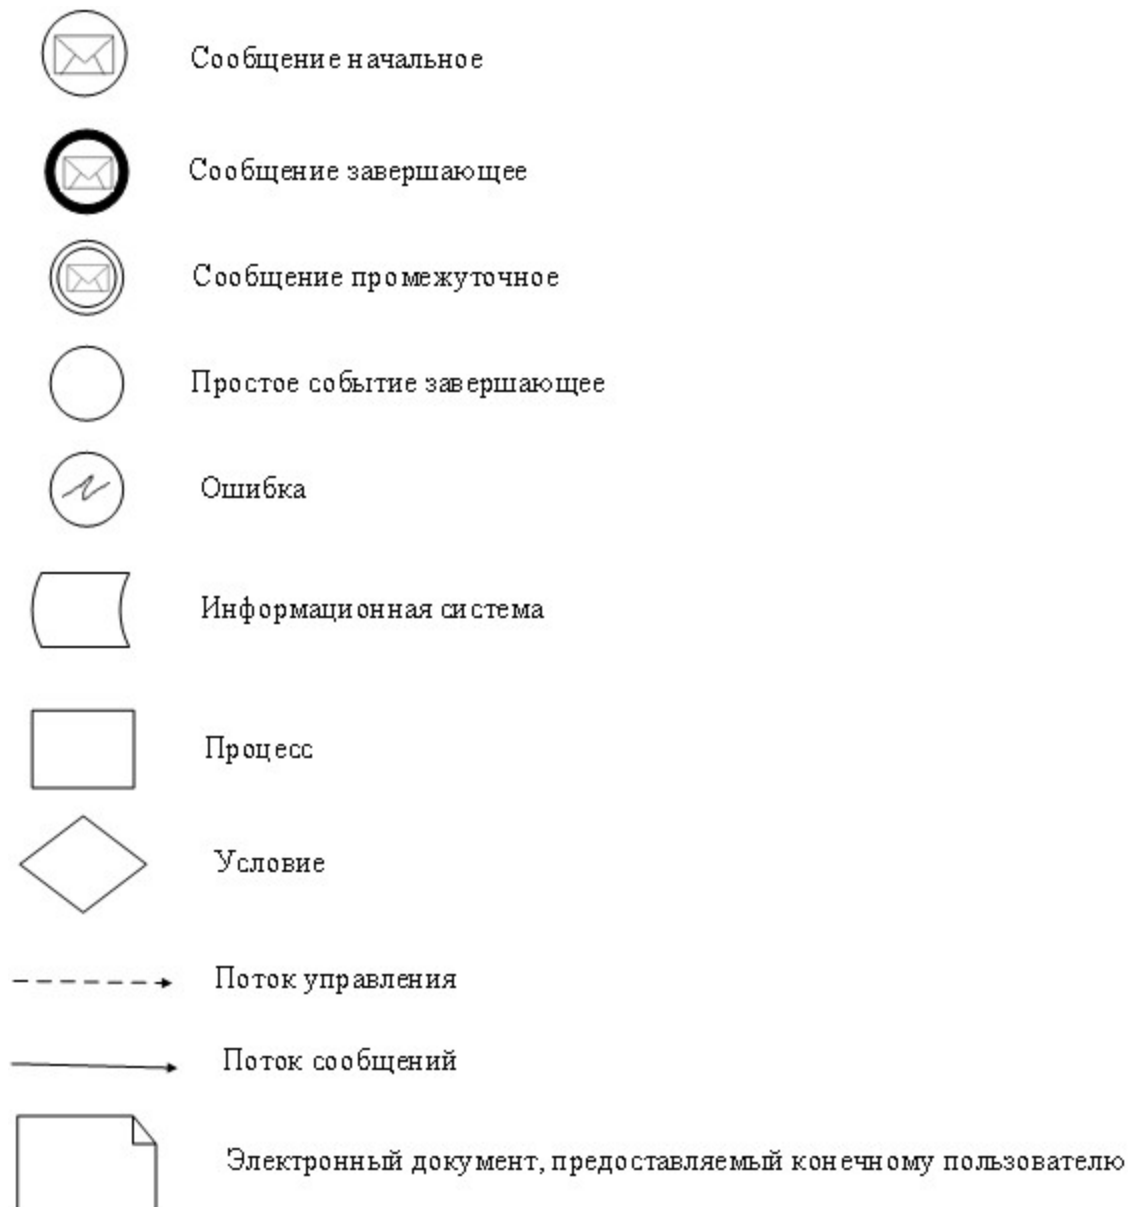 Сообщение начальное
Сообщение завершающее
Сообщение промежуточное
Простое событие завершающее
Ошибка
Информационная система
Процесс
Условие
Поток управления
Поток сообщений
Электронный документ, предоставляемый конечному пользователю